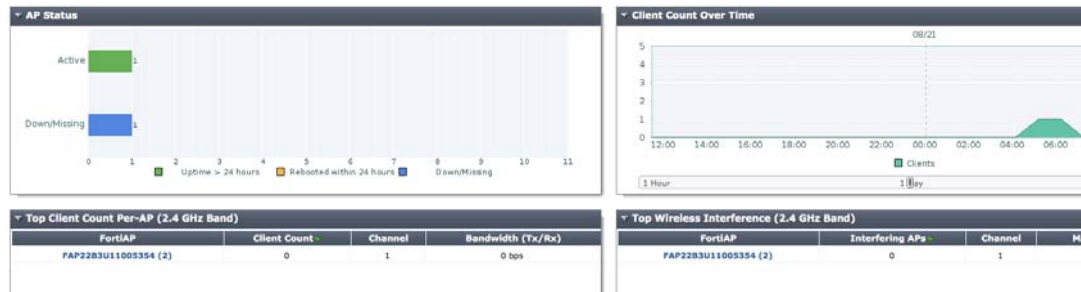 AP Status
Active 1
Down/Missing 1
0 1 2 3 4 5 6 7 8 9 10 11
Uptime > 24 hours Rebooted within 24 hours Down/Missing
Client Count Over Time
08/21
5
4
3
2
1
0
12:00 14:00 16:00 18:00 20:00 22:00 00:00 02:00 04:00 06:00
Clients
1 Hour 1 Day
Top Client Count Per-AP (2.4 GHz Band)
FortiAP Client Count Channel Bandwidth (Tx/Rx)
FAP22B3U11005354 (2) 0 1 0 bps
Top Wireless Interference (2.4 GHz Band)
FortiAP Interfering APs Channel M
FAP22B3U11005354 (2) 0 1